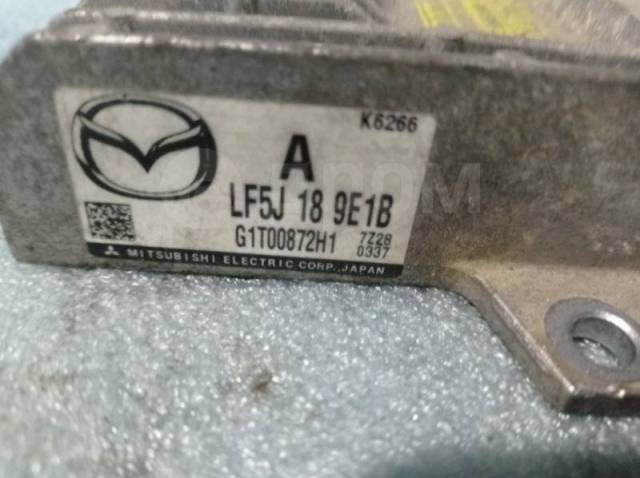 K6266
A
LF5J 18 9E1B
G1T00872H1 7Z28
0337
MITSUBISHI ELECTRIC CORP., JAPAN